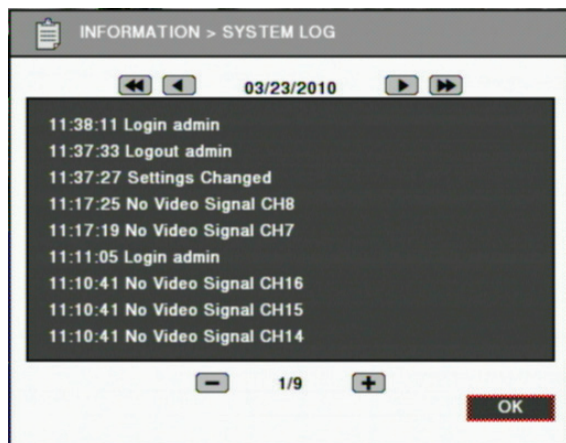 INFORMATION > SYSTEM LOG
03/23/2010
11:38:11 Login admin
11:37:33 Logout admin
11:37:27 Settings Changed
11:17:25 No Video Signal CH8
11:17:19 No Video Signal CH7
11:11:05 Login admin
11:10:41 No Video Signal CH16
11:10:41 No Video Signal CH15
11:10:41 No Video Signal CH14
1/9
OK